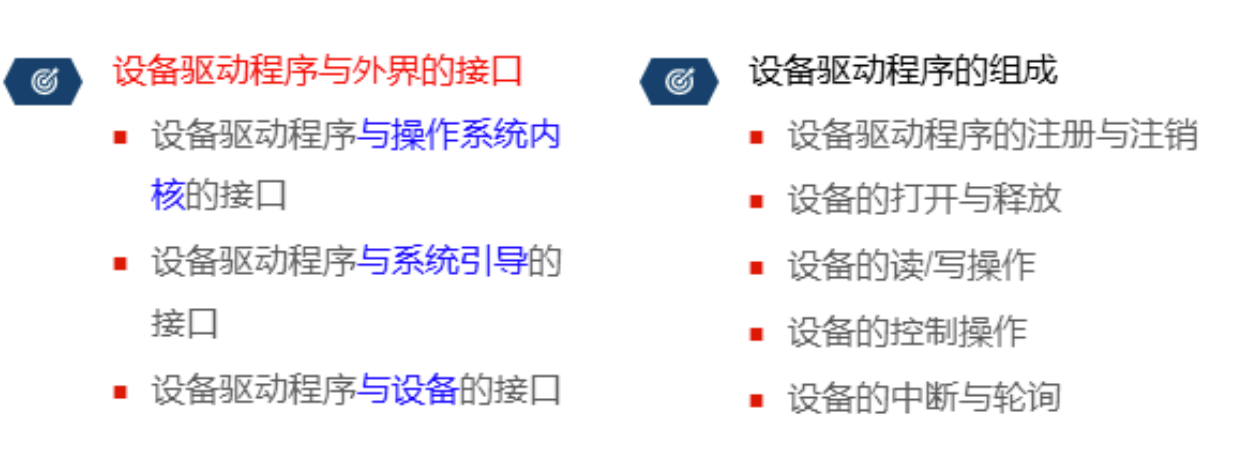 设备驱动程序与外界的接口
设备驱动程序与操作系统内
核的接口
设备驱动程序与系统引导的
接口
设备驱动程序与设备的接口
设备驱动程序的组成
设备驱动程序的注册与注销
设备的打开与释放
设备的读/写操作
设备的控制操作
设备的中断与轮询